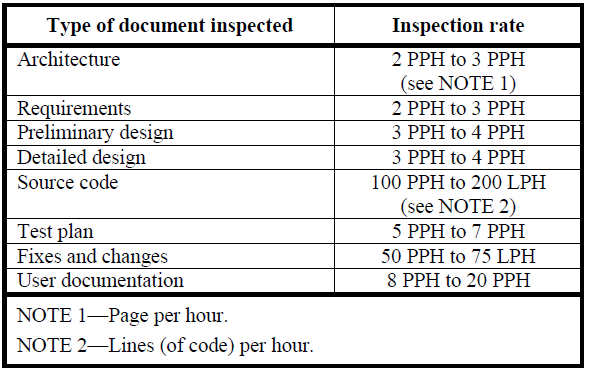 Type of document inspected Inspection rate
Architecture 2 PPH to 3 PPH
(see NOTE 1)
Requirements 2 PPH to 3 PPH
Preliminary design 3 PPH to 4 PPH
Detailed design 3 PPH to 4 PPH
Source code 100 PPH to 200 LPH
(see NOTE 2)
Test plan 5 PPH to 7 PPH
Fixes and changes 50 PPH to 75 LPH
User documentation 8 PPH to 20 PPH
NOTE 1—Page per hour.
NOTE 2—Lines (of code) per hour.